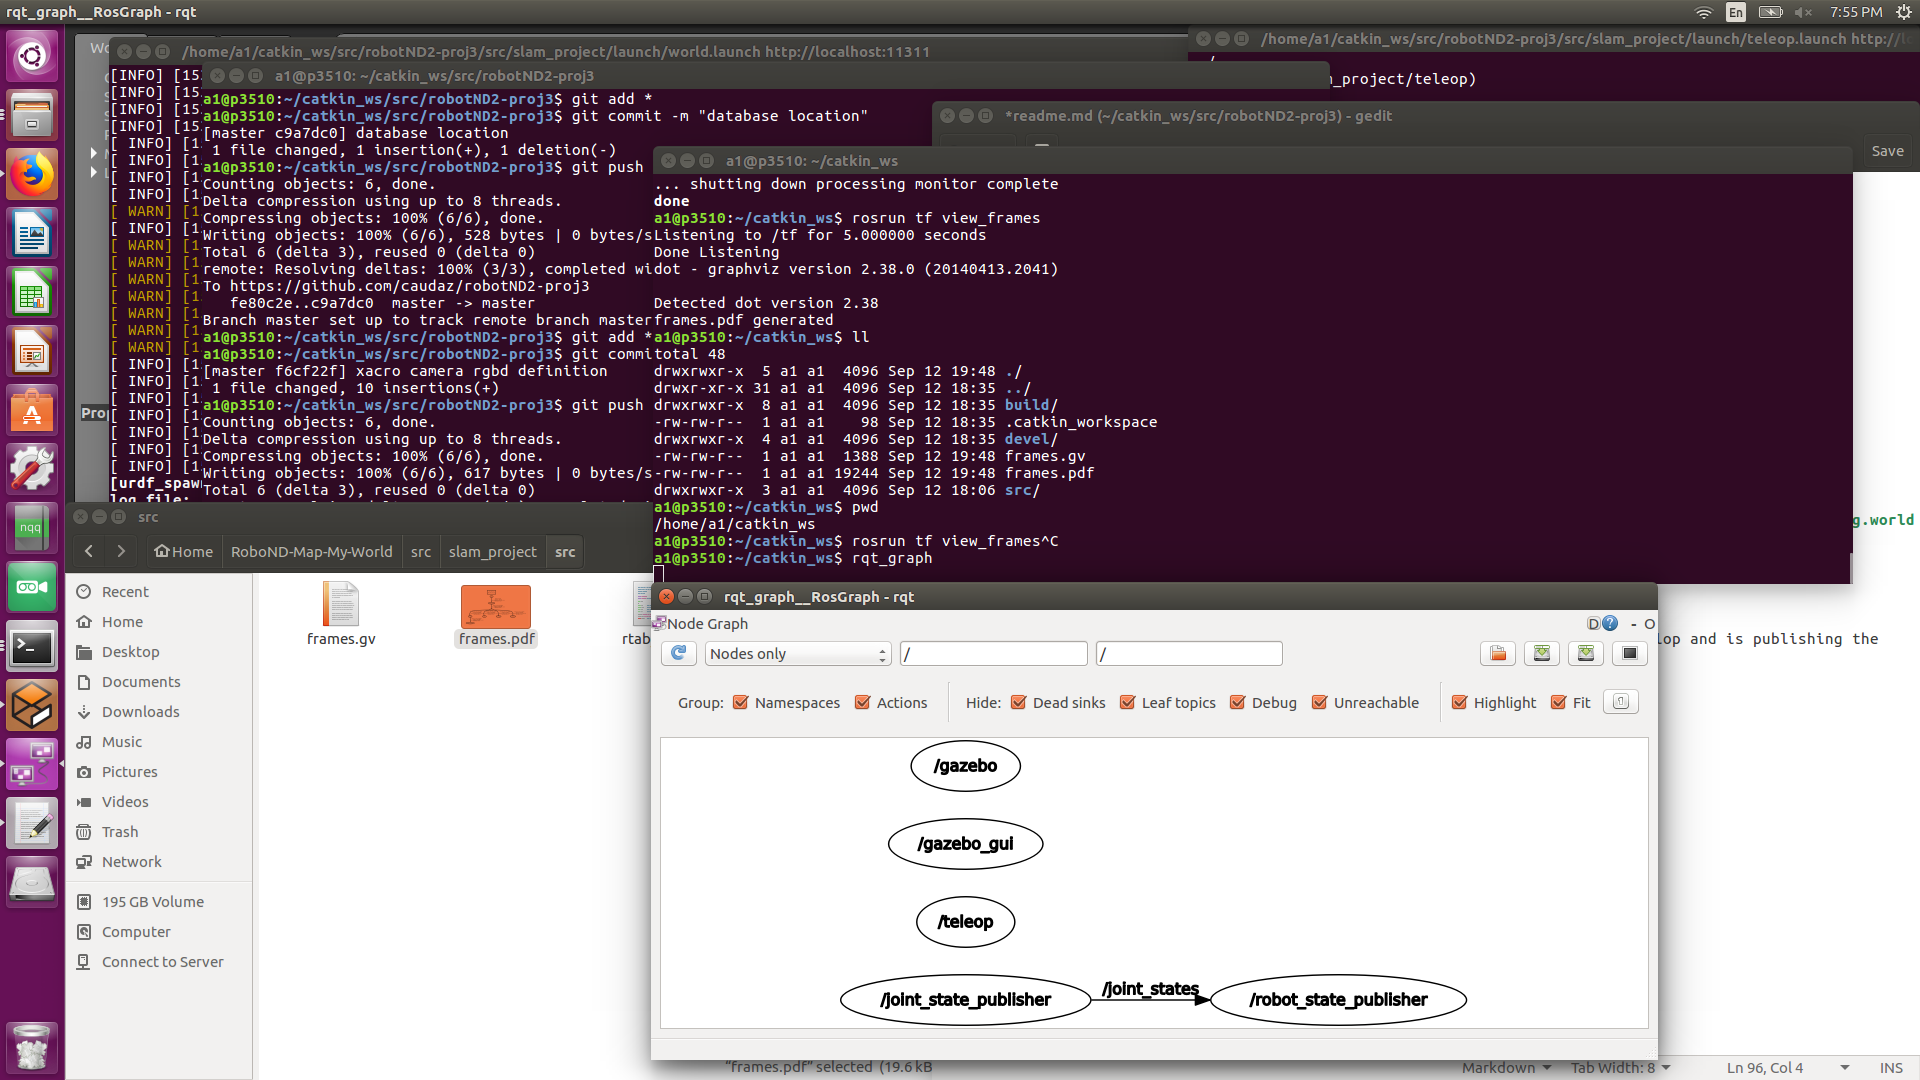 rqt_graph__RosGraph - rqt
En
7:55 PM
/home/a1/catkin_ws/src/robotND2-proj3/src/slam_project/launch/world.launch http://localhost:11311
/home/a1/catkin_ws/src/robotND2-proj3/src/slam_project/launch/teleop.launch http://l
m_project/teleop)
[INFO] [15
[INFO] [15
[INFO] [15
[INFO] [15
[ INFO] [1
[ INFO] [1
[ INFO] [1
[ INFO] [1
[ WARN] [1
[ INFO] [1
[ WARN] [1
[ WARN] [1
[ WARN] [1
[ WARN] [1
[ WARN] [1
[ WARN] [1
[ WARN] [1
[ INFO] [1
[ INFO] [1
[ INFO] [1
[ INFO] [1
[ INFO] [1
[ INFO] [1
[ INFO] [1
[urdf_spaw
log file:
Prop
a1@p3510: ~/catkin_ws/src/robotND2-proj3
a1@p3510:~/catkin_ws/src/robotND2-proj3$ git add *
a1@p3510:~/catkin_ws/src/robotND2-proj3$ git commit -m "database location"
[master c9a7dc0] database location
1 file changed, 1 insertion(+), 1 deletion(-)
a1@p3510:~/catkin_ws/src/robotND2-proj3$ git push
Counting objects: 6, done.
Delta compression using up to 8 threads.
Compressing objects: 100% (6/6), done.
Writing objects: 100% (6/6), 528 bytes | 0 bytes/s
Total 6 (delta 3), reused 0 (delta 0)
remote: Resolving deltas: 100% (3/3), completed wi
To https://github.com/caudaz/robotND2-proj3
fe80c2e..c9a7dc0  master -> master
Branch master set up to track remote branch master
a1@p3510:~/catkin_ws/src/robotND2-proj3$ git add *
a1@p3510:~/catkin_ws/src/robotND2-proj3$ git commi
[master f6cf22f] xacro camera rgbd definition
1 file changed, 10 insertions(+)
a1@p3510:~/catkin_ws/src/robotND2-proj3$ git push
Counting objects: 6, done.
Delta compression using up to 8 threads.
Compressing objects: 100% (6/6), done.
Writing objects: 100% (6/6), 617 bytes | 0 bytes/s
Total 6 (delta 3), reused 0 (delta 0)
*readme.md (~/catkin_ws/src/robotND2-proj3) - gedit
Save
a1@p3510: ~/catkin_ws
... shutting down processing monitor complete
done
a1@p3510:~/catkin_ws$ rosrun tf view_frames
Listening to /tf for 5.000000 seconds
Done Listening
dot - graphviz version 2.38.0 (20140413.2041)
Detected dot version 2.38
frames.pdf generated
a1@p3510:~/catkin_ws$ ll
total 48
drwxrwxr-x  5 a1 a1  4096 Sep 12 19:48 ./
drwxr-xr-x 31 a1 a1  4096 Sep 12 18:35 ../
drwxrwxr-x  8 a1 a1  4096 Sep 12 18:35 build/
-rw-rw-r--  1 a1 a1    98 Sep 12 18:35 .catkin_workspace
drwxrwxr-x  4 a1 a1  4096 Sep 12 18:35 devel/
-rw-rw-r--  1 a1 a1  1388 Sep 12 19:48 frames.gv
-rw-rw-r--  1 a1 a1 19244 Sep 12 19:48 frames.pdf
drwxrwxr-x  3 a1 a1  4096 Sep 12 18:06 src/
a1@p3510:~/catkin_ws$ pwd
/home/a1/catkin_ws
a1@p3510:~/catkin_ws$ rosrun tf view_frames^C
a1@p3510:~/catkin_ws$ rqt_graph
g.world
lop and is publishing the
src
Home RoboND-Map-My-World src slam_project src
Recent
Home
Desktop
Documents
Downloads
Music
Pictures
Videos
Trash
Network
195 GB Volume
Computer
Connect to Server
frames.gv
frames.pdf
rtab
nqq
rqt_graph__RosGraph - rqt
Node Graph
D ? - O
Nodes only / /
Group: Namespaces Actions Hide: Dead sinks Leaf topics Debug Unreachable Highlight Fit
/gazebo
/gazebo_gui
/teleop
/joint_state_publisher /joint_states /robot_state_publisher
"frames.pdf" selected (19.6 kB
Markdown Tab Width: 8 Ln 96, Col 4 INS